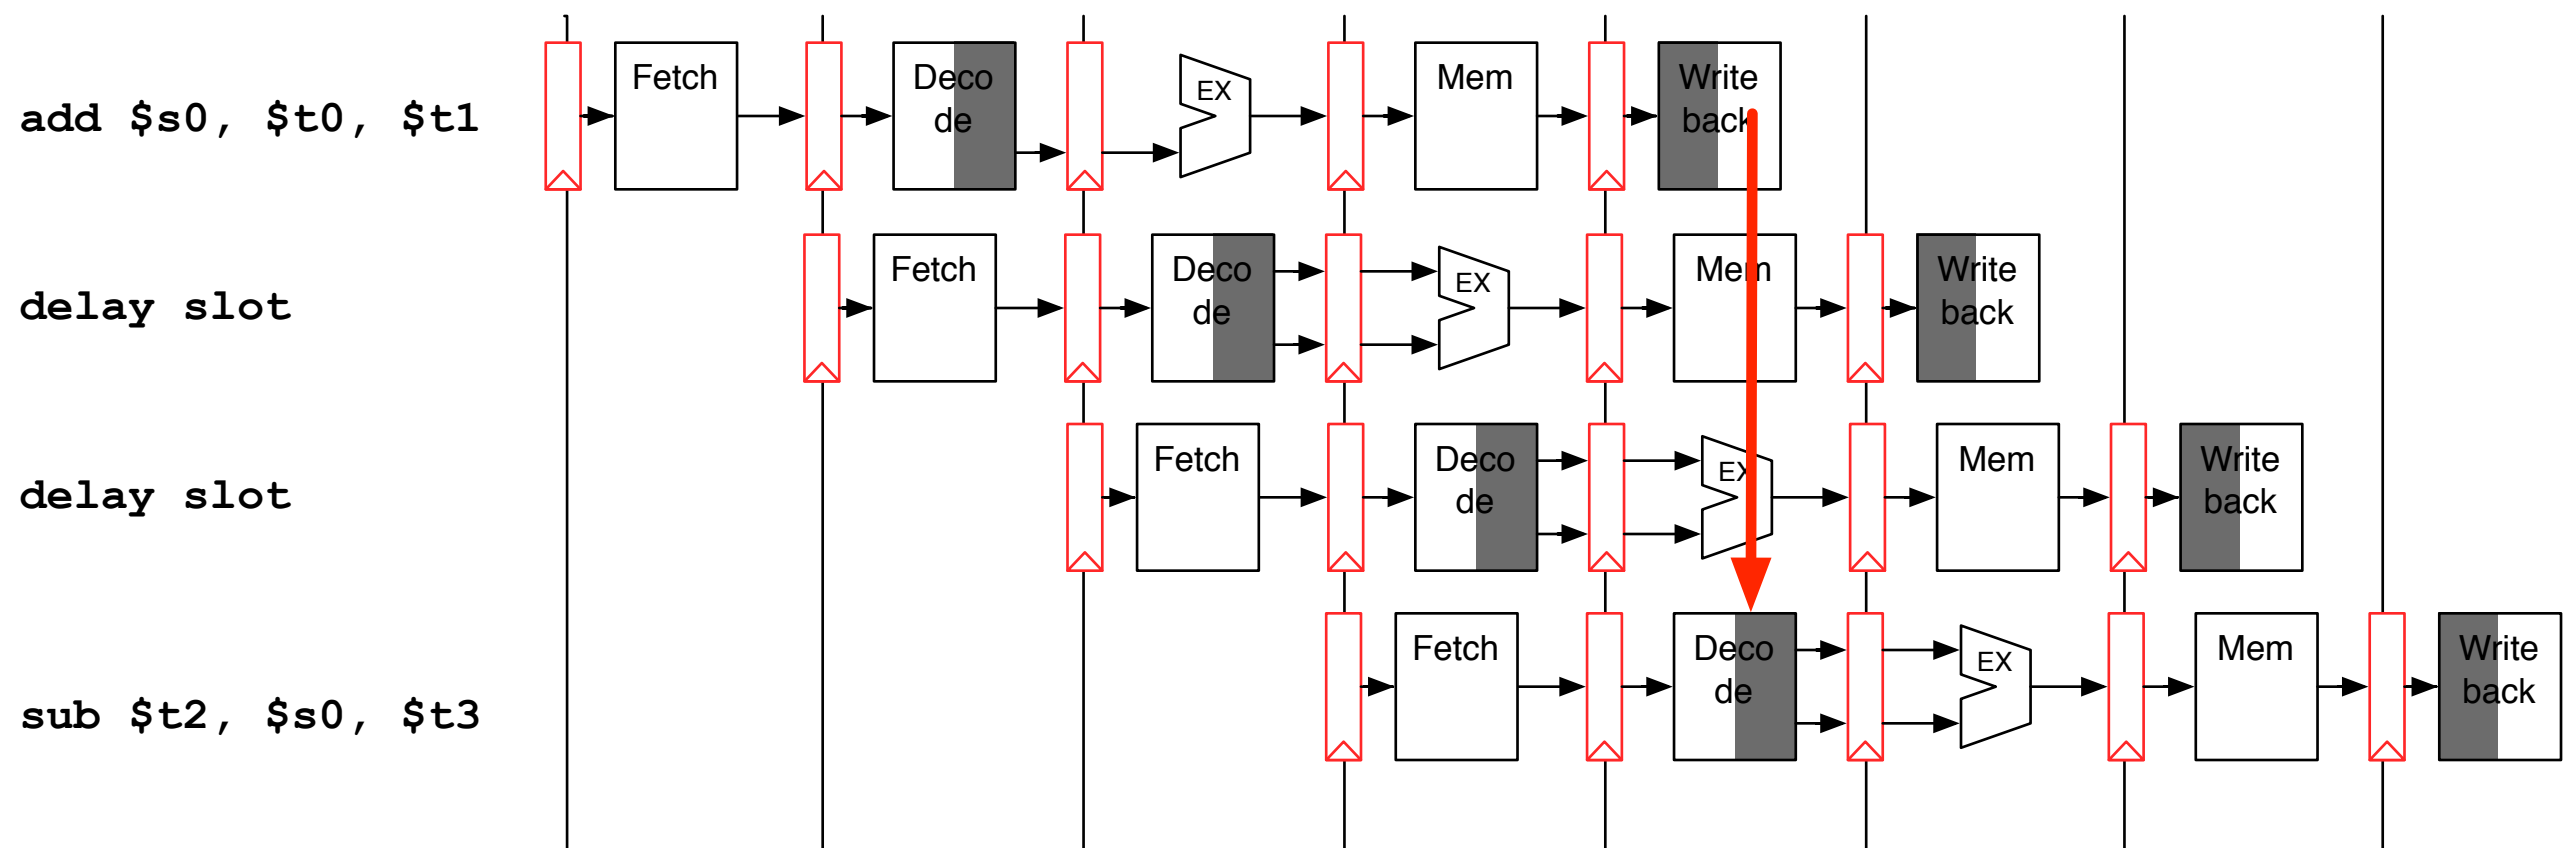 add $s0, $t0, $t1
Fetch
Deco
de
EX
Mem
Write
back
delay slot
Fetch
Deco
de
EX
Mem
Write
back
delay slot
Fetch
Deco
de
EX
Mem
Write
back
sub $t2, $s0, $t3
Fetch
Deco
de
EX
Mem
Write
back